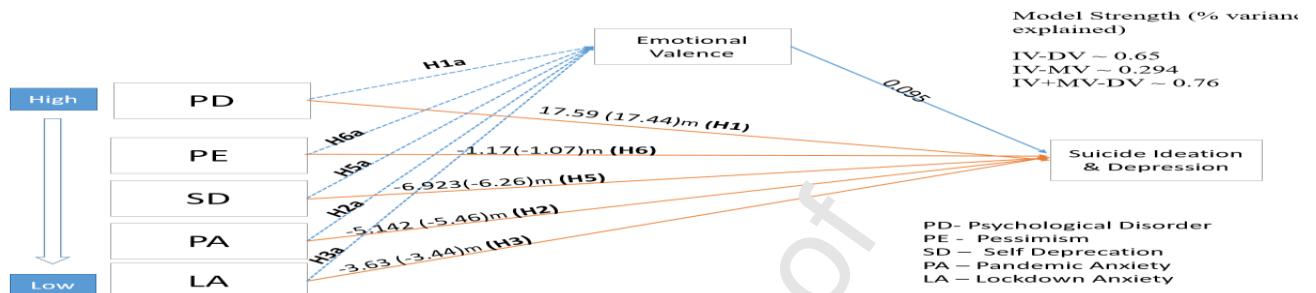 Model Strength (% varianc
explained)
IV-DV ~ 0.65
IV-MV ~ 0.294
IV+MV-DV ~ 0.76
Emotional
Valence
H1a
0.095
High
PD
17.59 (17.44)m (H1)
H6a
PE
-1.17(-1.07)m (H6)
Suicide Ideation
& Depression
H5a
SD
-6.923(-6.26)m (H5)
H2a
PA
-5.142 (-5.46)m (H2)
H3a
LA
-3.63 (-3.44)m (H3)
Low
PD- Psychological Disorder
PE - Pessimism
SD – Self Deprecation
PA – Pandemic Anxiety
LA – Lockdown Anxiety
of